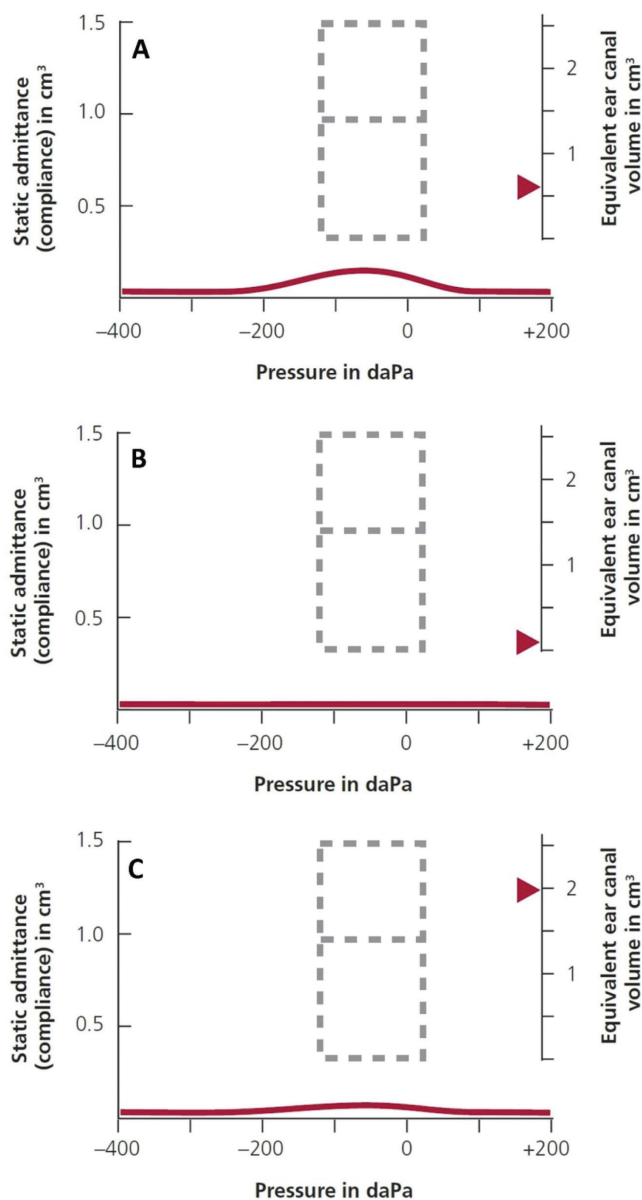 A
Static admittance
(compliance) in cm³
1.5
1.0
0.5
2
1
Equivalent ear canal
volume in cm³
–400
–200
0
+200
Pressure in daPa
B
Static admittance
(compliance) in cm³
1.5
1.0
0.5
2
1
Equivalent ear canal
volume in cm³
–400
–200
0
+200
Pressure in daPa
C
Static admittance
(compliance) in cm³
1.5
1.0
0.5
2
1
Equivalent ear canal
volume in cm³
–400
–200
0
+200
Pressure in daPa